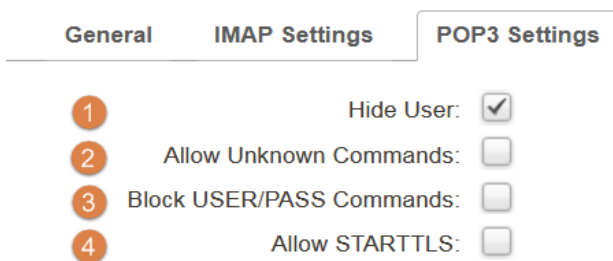 General IMAP Settings POP3 Settings
1 Hide User:
2 Allow Unknown Commands:
3 Block USER/PASS Commands:
4 Allow STARTTLS: